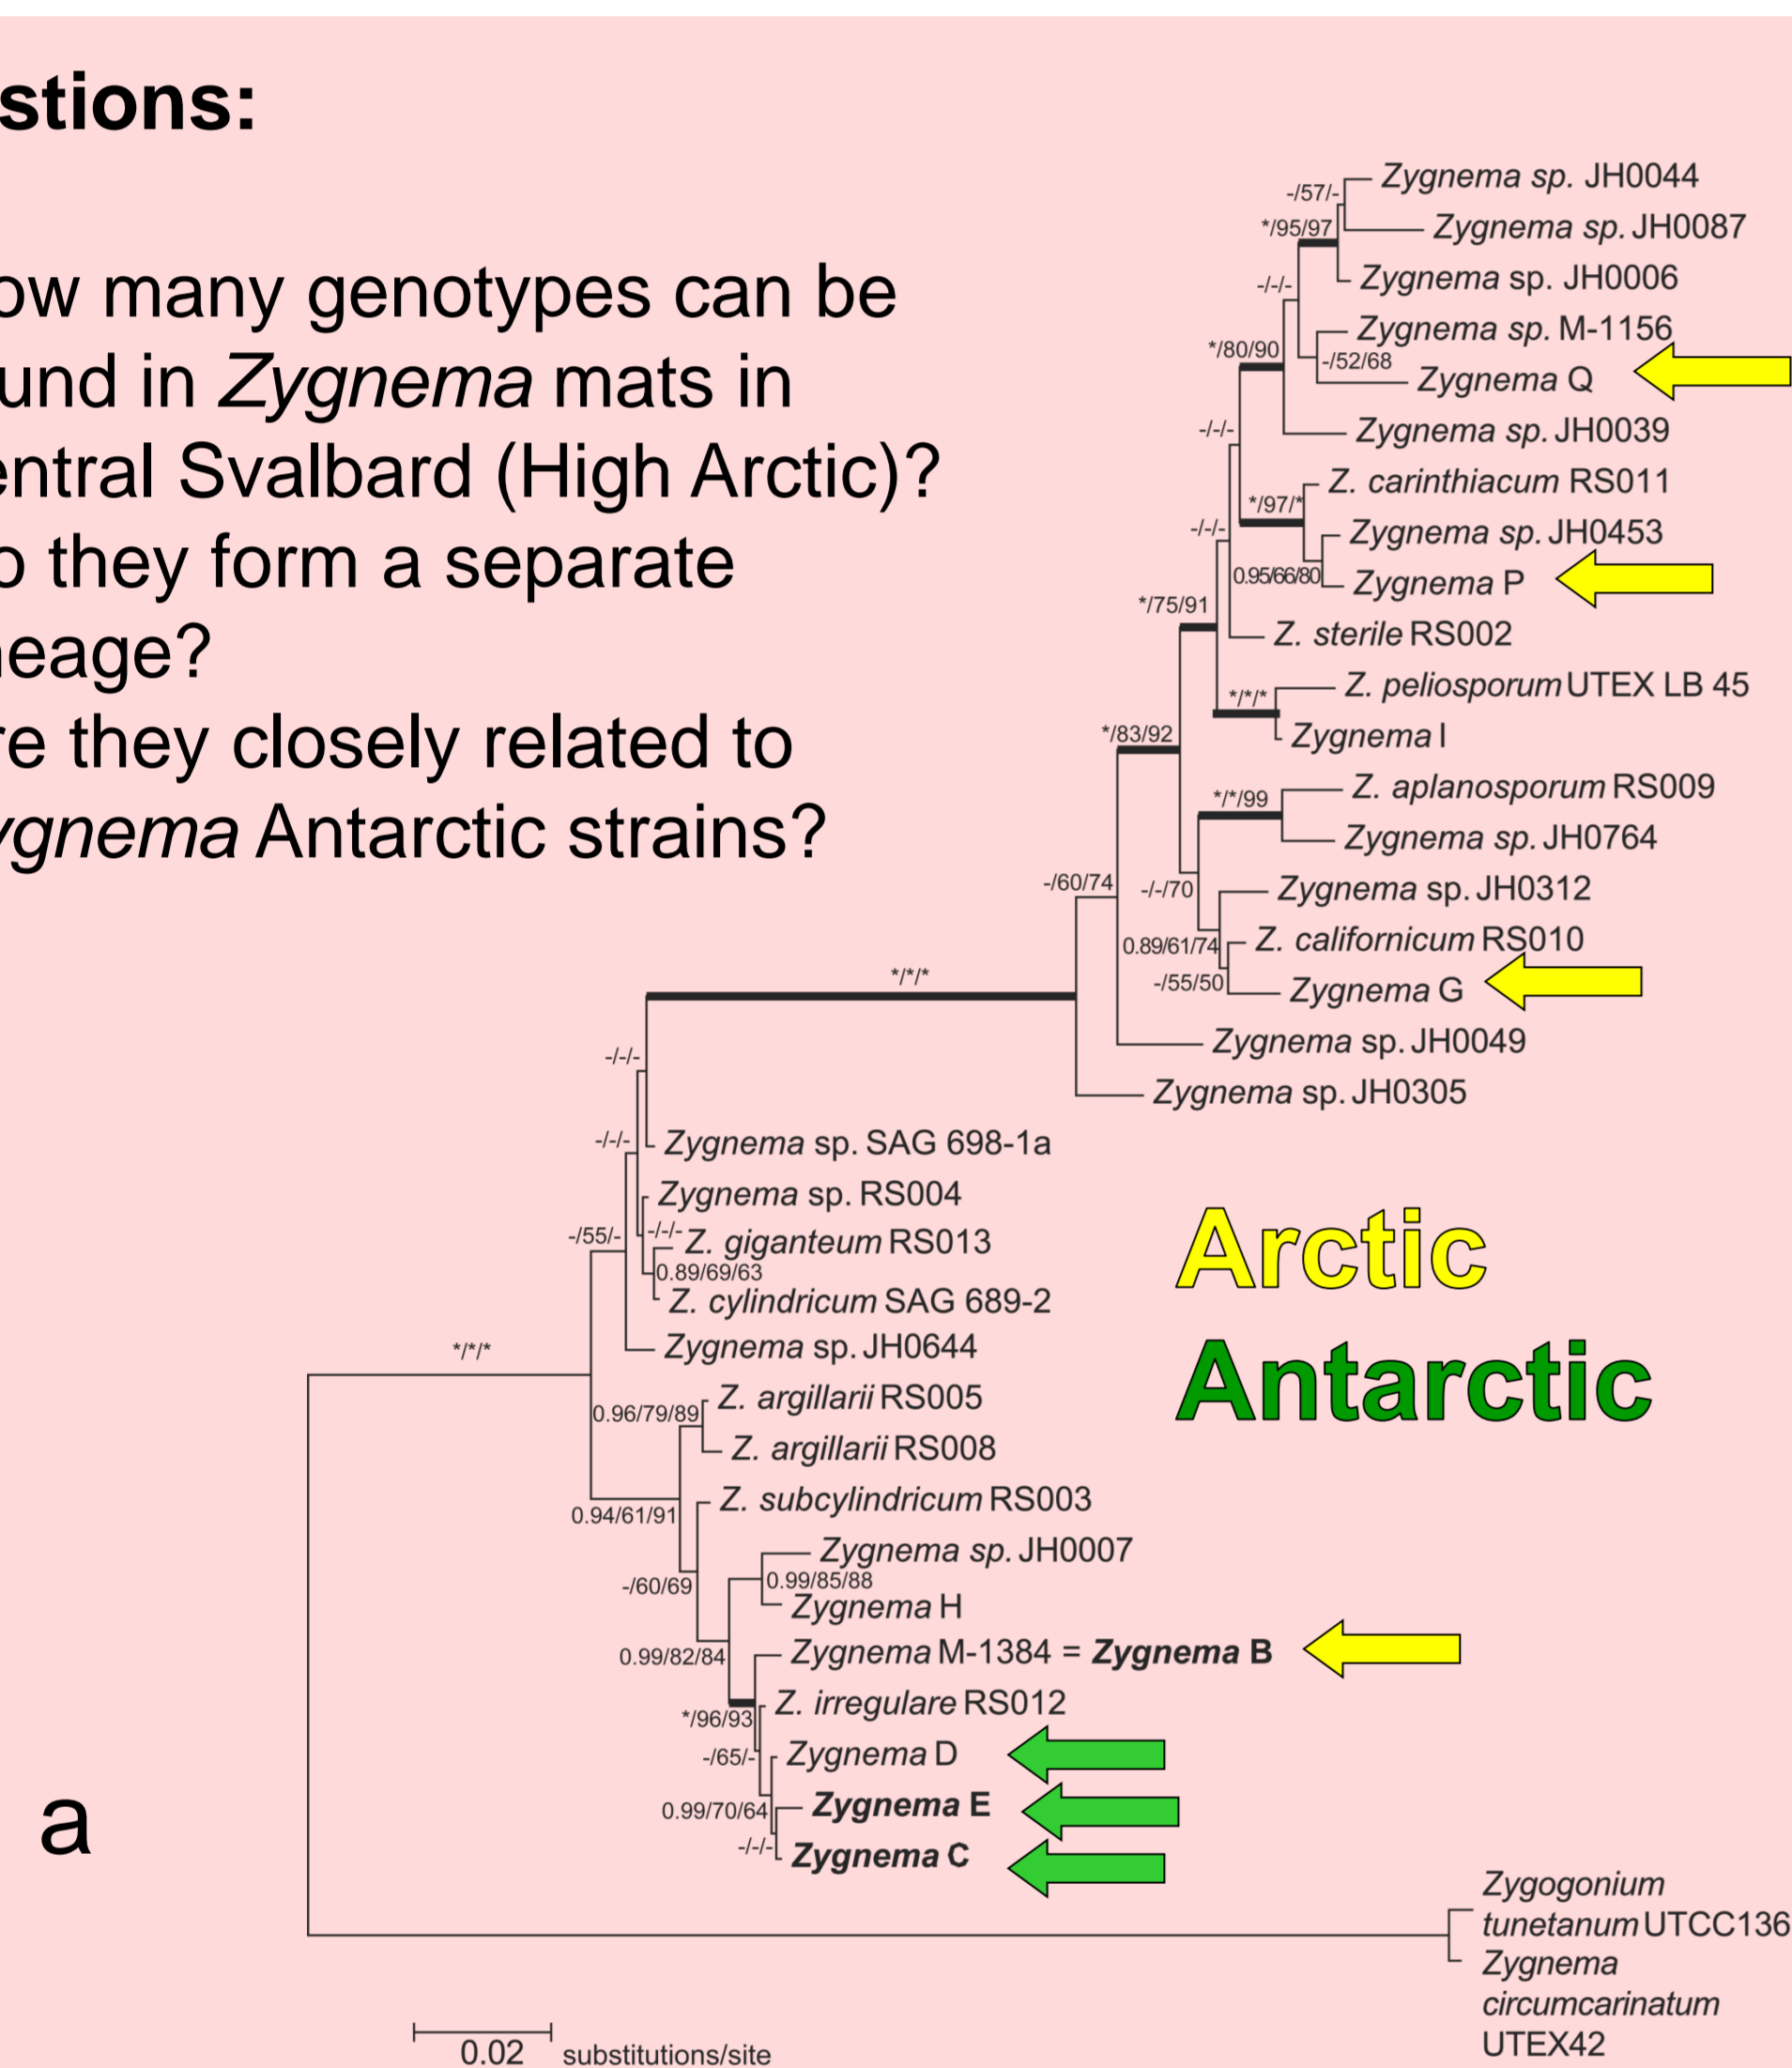 stions:
ow many genotypes can be
und in Zygnema mats in
entral Svalbard (High Arctic)?
o they form a separate
neage?
re they closely related to
ygnema Antarctic strains?
a
Zygnema sp. JH0044
-/57/-
Zygnema sp. JH0087
*/95/97
Zygnema sp. JH0006
-/-/-
Zygnema sp. M-1156
*/80/90
-/52/68
Zygnema Q
Zygnema sp. JH0039
-/-/-
Z. carinthiacum RS011
*/97/*
Zygnema sp. JH0453
-/-/-
0.95/66/80
Zygnema P
*/75/91
Z. sterile RS002
Z. peliosporum UTEX LB 45
*/*/*
Zygnema I
*/83/92
Z. aplanosporum RS009
*/*/99
Zygnema sp. JH0764
-/60/74
-/-/70
Zygnema sp. JH0312
Z. californicum RS010
0.89/61/74
-/55/50
Zygnema G
*/*/*
Zygnema sp. JH0049
-/-/-
Zygnema sp. JH0305
-/-/-
Zygnema sp. SAG 698-1a
Zygnema sp. RS004
-/55/-
-/-/-
Z. giganteum RS013
0.89/69/63
Z. cylindricum SAG 689-2
Zygnema sp. JH0644
*/*/*
Z. argillarii RS005
0.96/79/89
Z. argillarii RS008
Z. subcylindricum RS003
0.94/61/91
Zygnema sp. JH0007
-/60/69
0.99/85/88
Zygnema H
0.99/82/84
Zygnema M-1384 = Zygnema B
Z. irregulare RS012
*/96/93
Zygnema D
-/65/-
Zygnema E
0.99/70/64
-/-/-
Zygnema C
Arctic
Antarctic
Zygogonium
tunetanum UTCC136
Zygnema
circumcarinatum
UTEX42
0.02 substitutions/site